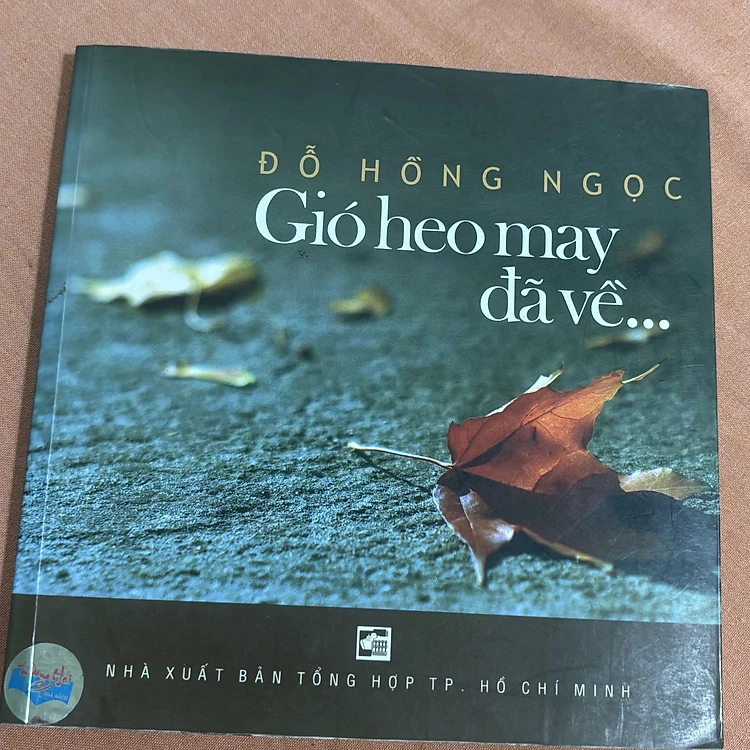 ĐỖ HỒNG NGỌC
Gió heo may
đã về...
NHÀ XUẤT BẢN TỔNG HỢP TP. HỒ CHÍ MINH